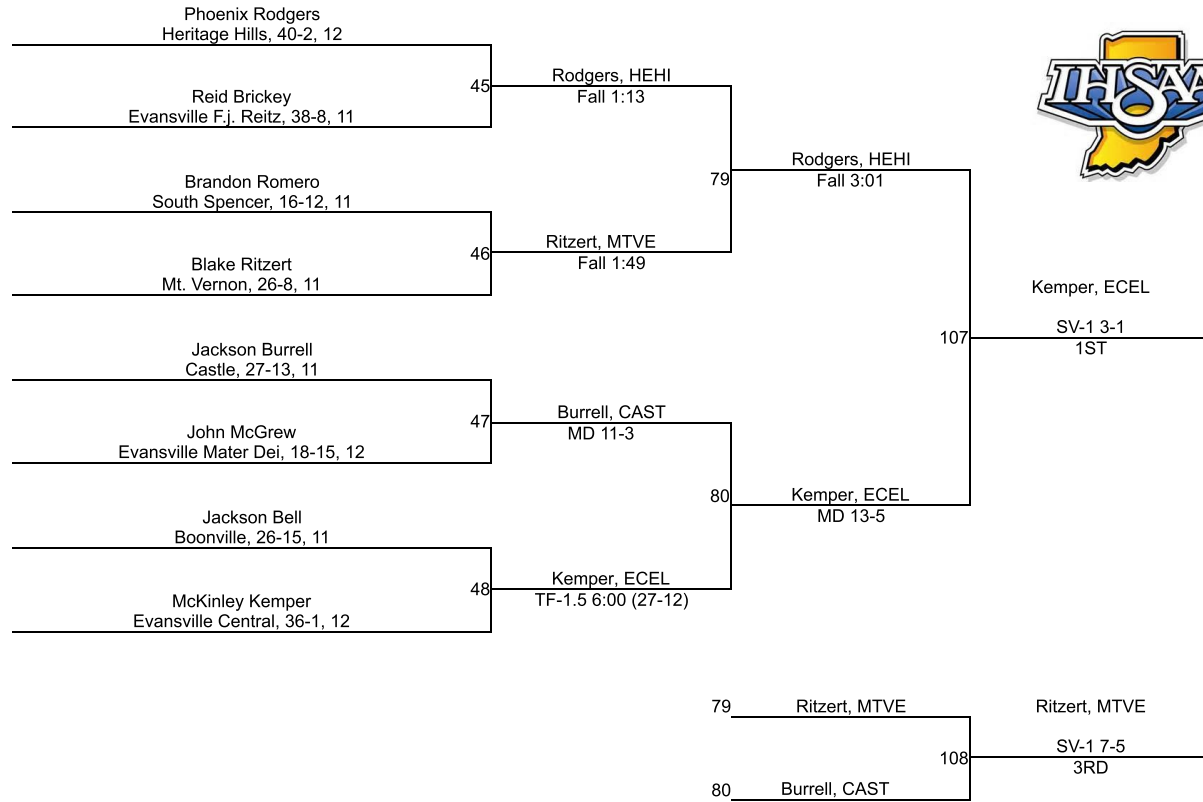 Phoenix Rodgers
Heritage Hills, 40-2, 12
45
Rodgers, HEHI
Fall 1:13
Reid Brickey
Evansville F.j. Reitz, 38-8, 11
79
Rodgers, HEHI
Fall 3:01
Brandon Romero
South Spencer, 16-12, 11
46
Ritzert, MTVE
Fall 1:49
Blake Ritzert
Mt. Vernon, 26-8, 11
107
Kemper, ECEL
SV-1 3-1
1ST
Jackson Burrell
Castle, 27-13, 11
47
Burrell, CAST
MD 11-3
John McGrew
Evansville Mater Dei, 18-15, 12
80
Kemper, ECEL
MD 13-5
Jackson Bell
Boonville, 26-15, 11
48
Kemper, ECEL
TF-1.5 6:00 (27-12)
McKinley Kemper
Evansville Central, 36-1, 12
79
Ritzert, MTVE
108
Ritzert, MTVE
SV-1 7-5
3RD
80
Burrell, CAST
IHSAA